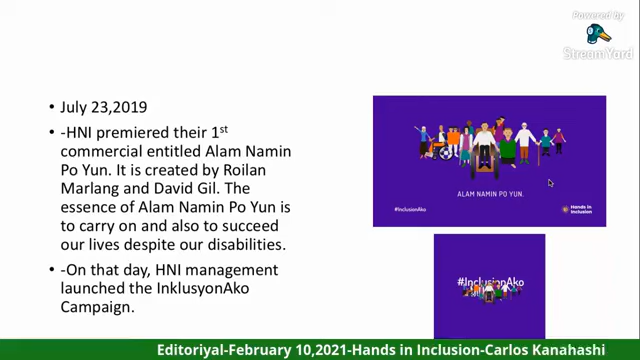 Powered by
StreamYard
• July 23,2019
• -HNI premiered their 1st
commercial entitled Alam Namin
Po Yun. It is created by Roilan
Marlang and David Gil. The
essence of Alam Namin Po Yun is
to carry on and also to succeed
our lives despite our disabilities.
• -On that day, HNI management
launched the InklusyonAko
Campaign.
ALAM NAMIN PO YUN.
#InclusionAko
Hands in
Inclusion
#InclusionAko
Editoriyal-February 10,2021-Hands in Inclusion-Carlos Kanahashi